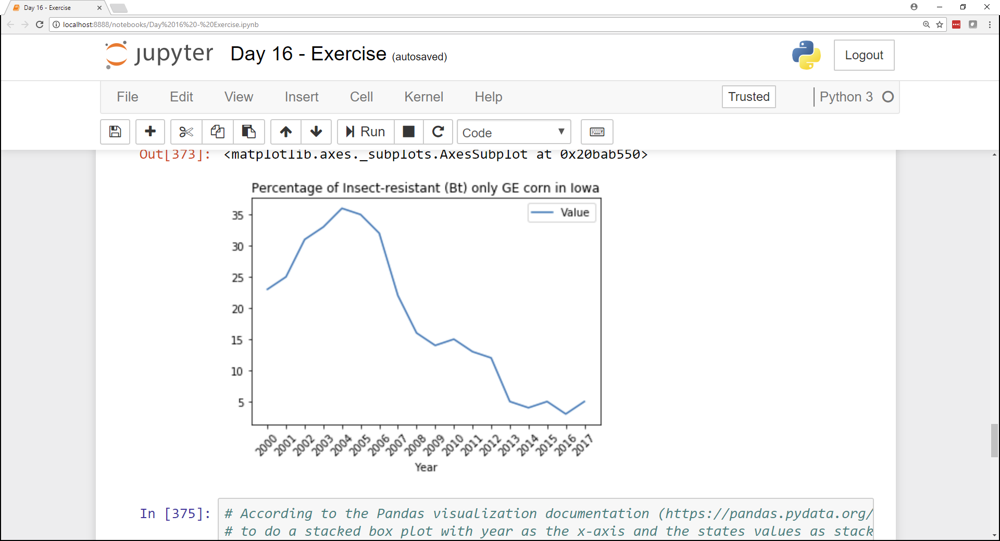 Day 16 - Exercise
localhost:8888/notebooks/Day%2016%20-%20Exercise.ipynb
jupyter Day 16 - Exercise (autosaved)
Logout
File Edit View Insert Cell Kernel Help Trusted Python 3
Run Code
Out[373]: <matplotlib.axes._subplots.AxesSubplot at 0x20bab550>
Percentage of Insect-resistant (Bt) only GE corn in Iowa
Value
35
30
25
20
15
10
5
2000 2001 2002 2003 2004 2005 2006 2007 2008 2009 2010 2011 2012 2013 2014 2015 2016 2017
Year
In [375]: # According to the Pandas visualization documentation (https://pandas.pydata.org/
# to do a stacked box plot with year as the x-axis and the states values as stack